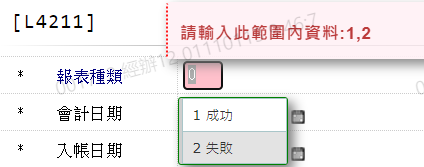 [L4211]
請輸入此範圍內資料:1,2
* 報表種類 0
* 會計日期
1 成功
2 失敗
* 入帳日期